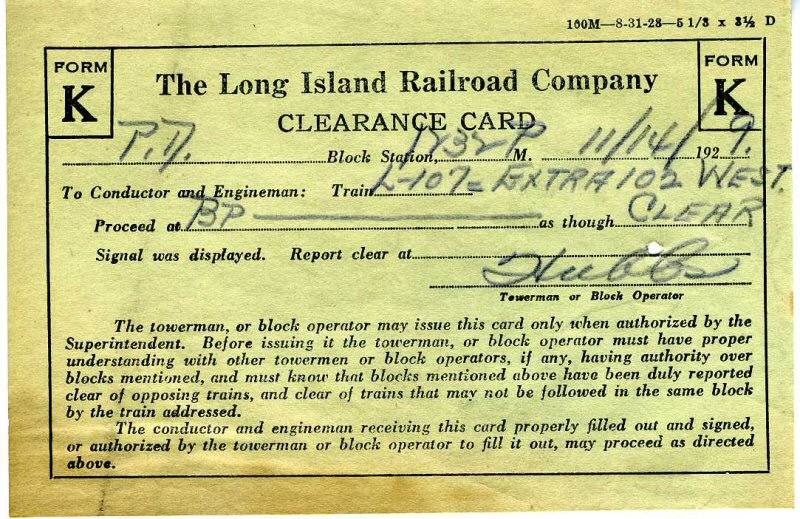 100M—8-31-28—5 1/3 x 3½ D
FORM K
FORM K
The Long Island Railroad Company
CLEARANCE CARD
P.D. Block Station, 1732 P M. 11/14/ 1929.
To Conductor and Engineman: Train L-107= EXTRA 102 WEST.
Proceed at BP as though CLEAR
Signal was displayed. Report clear at
Hubbs
Towerman or Block Operator
The towerman, or block operator may issue this card only when authorized by the
Superintendent. Before issuing it the towerman, or block operator must have proper
understanding with other towermen or block operators, if any, having authority over
blocks mentioned, and must know that blocks mentioned above have been duly reported
clear of opposing trains, and clear of trains that may not be followed in the same block
by the train addressed.
The conductor and engineman receiving this card properly filled out and signed,
or authorized by the towerman or block operator to fill it out, may proceed as directed
above.